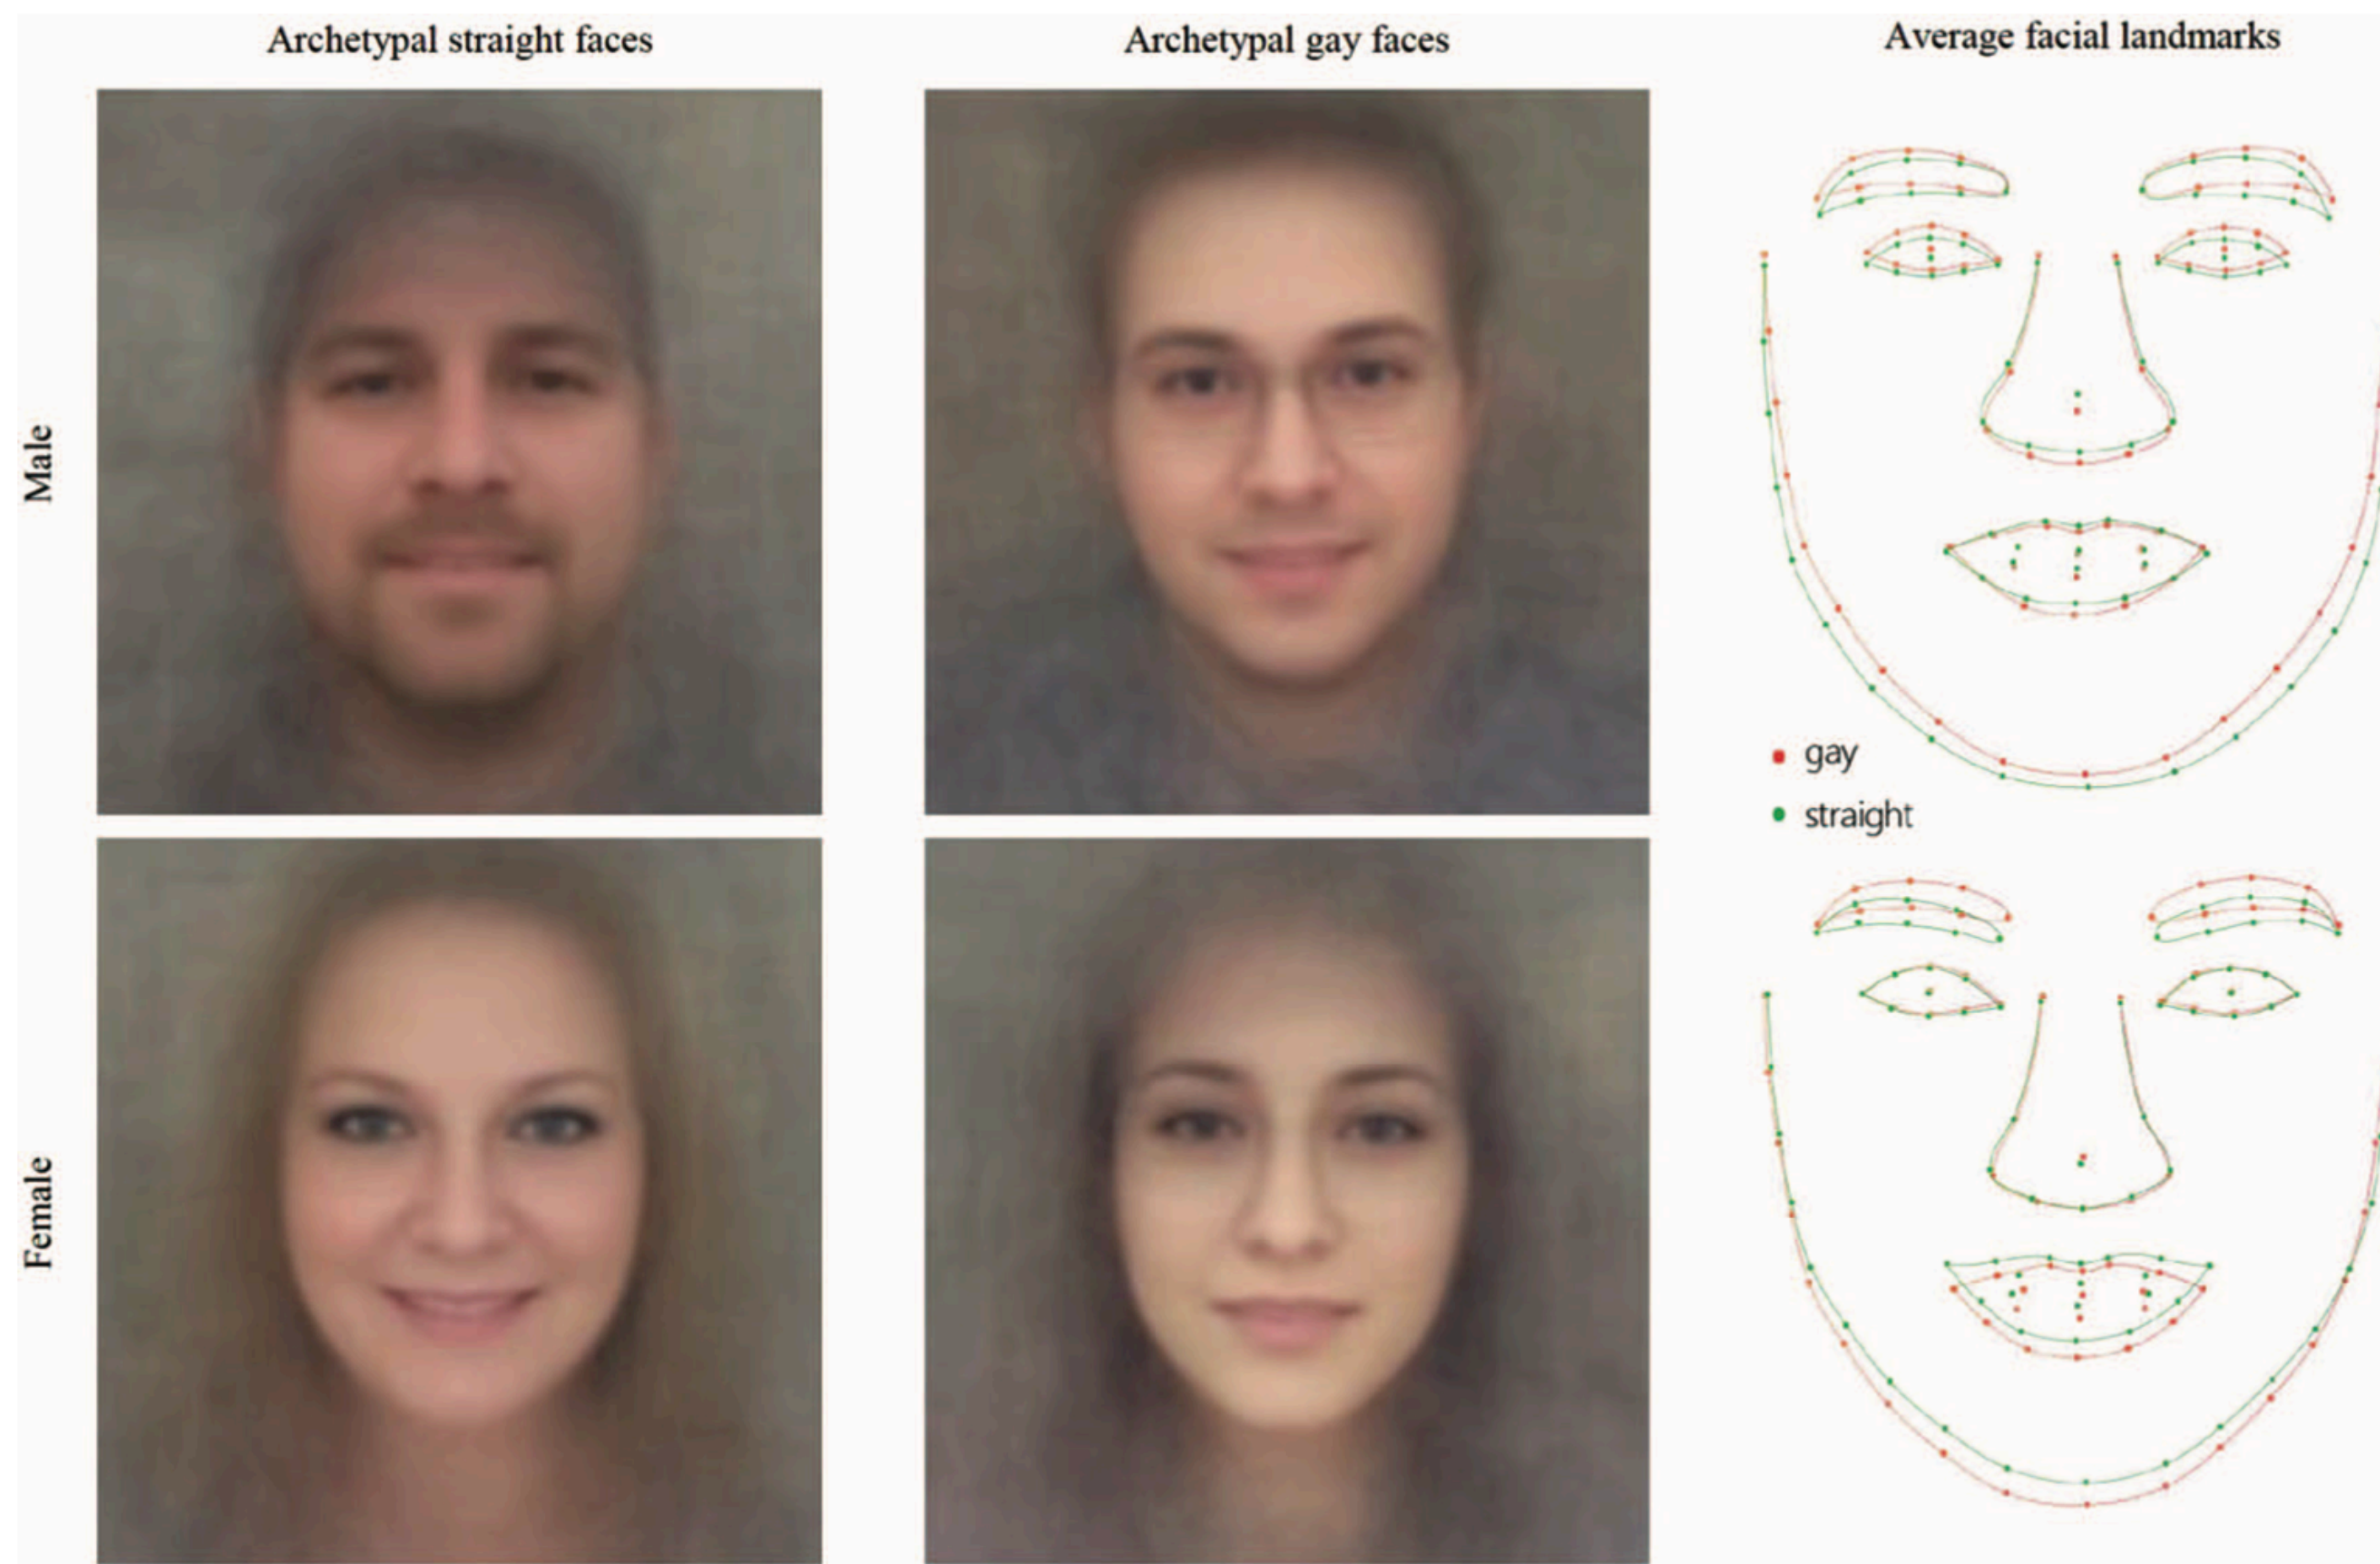 Archetypal straight faces
Archetypal gay faces
Average facial landmarks
Male
gay
straight
Female